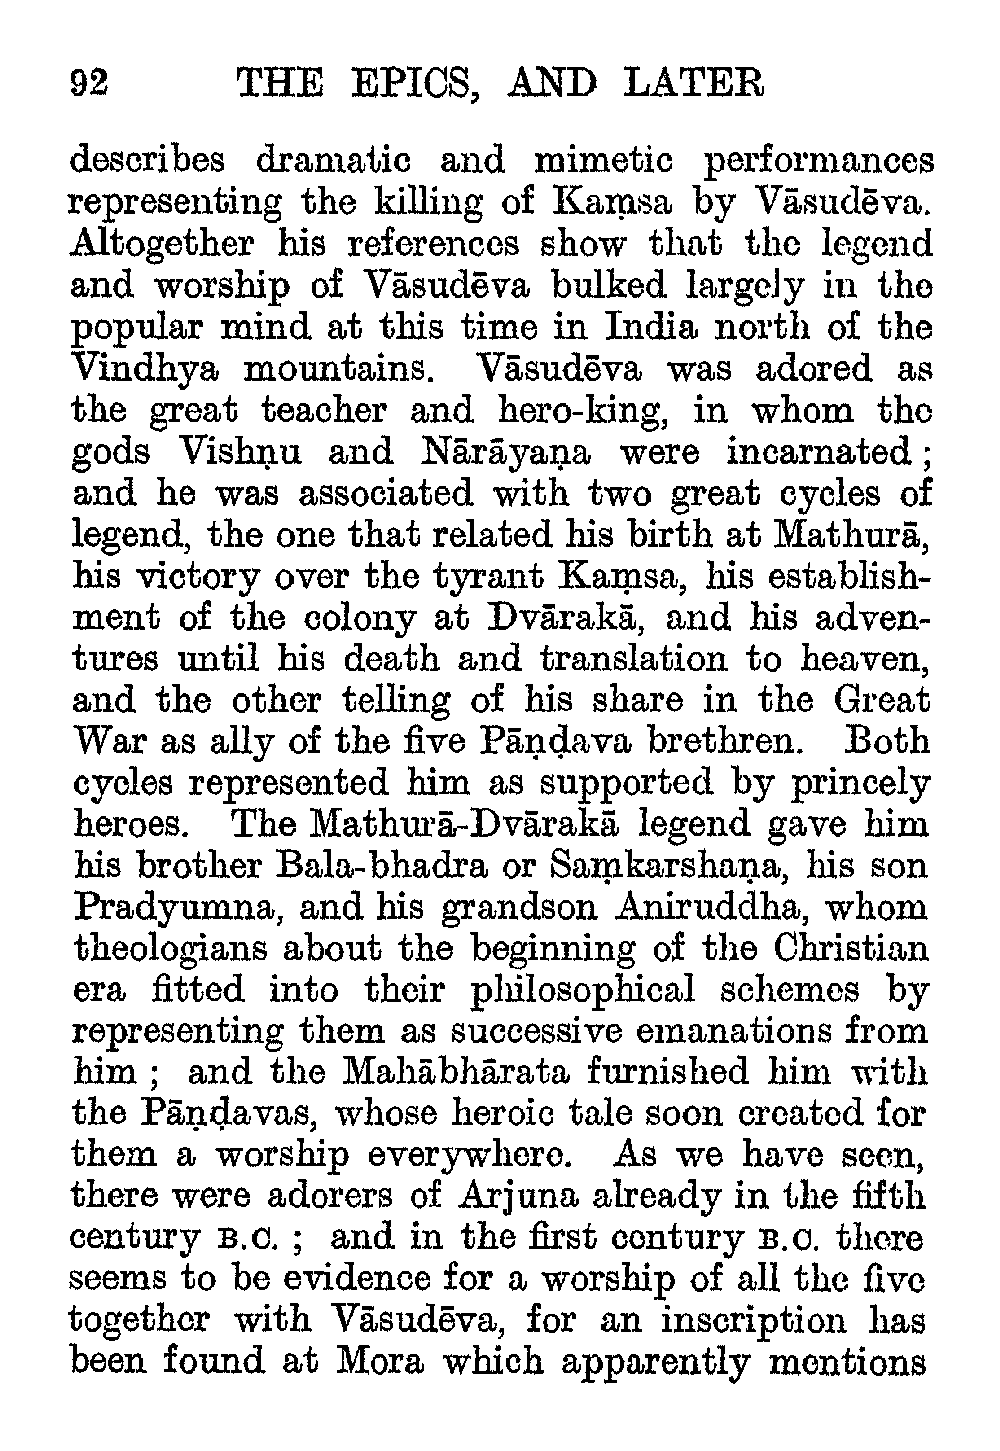 92 THE EPICS, AND LATER
describes dramatic and mimetic performances
representing the killing of Kaṃsa by Vāsudēva.
Altogether his references show that the legend
and worship of Vāsudēva bulked largely in the
popular mind at this time in India north of the
Vindhya mountains. Vāsudēva was adored as
the great teacher and hero-king, in whom the
gods Vishṇu and Nārāyaṇa were incarnated ;
and he was associated with two great cycles of
legend, the one that related his birth at Mathurā,
his victory over the tyrant Kaṃsa, his establish-
ment of the colony at Dvārakā, and his adven-
tures until his death and translation to heaven,
and the other telling of his share in the Great
War as ally of the five Pāṇḍava brethren. Both
cycles represented him as supported by princely
heroes. The Mathurā-Dvārakā legend gave him
his brother Bala-bhadra or Saṃkarshaṇa, his son
Pradyumna, and his grandson Aniruddha, whom
theologians about the beginning of the Christian
era fitted into their philosophical schemes by
representing them as successive emanations from
him ; and the Mahābhārata furnished him with
the Pāṇḍavas, whose heroic tale soon created for
them a worship everywhere. As we have seen,
there were adorers of Arjuna already in the fifth
century B.C. ; and in the first century B.C. there
seems to be evidence for a worship of all the five
together with Vāsudēva, for an inscription has
been found at Mora which apparently mentions